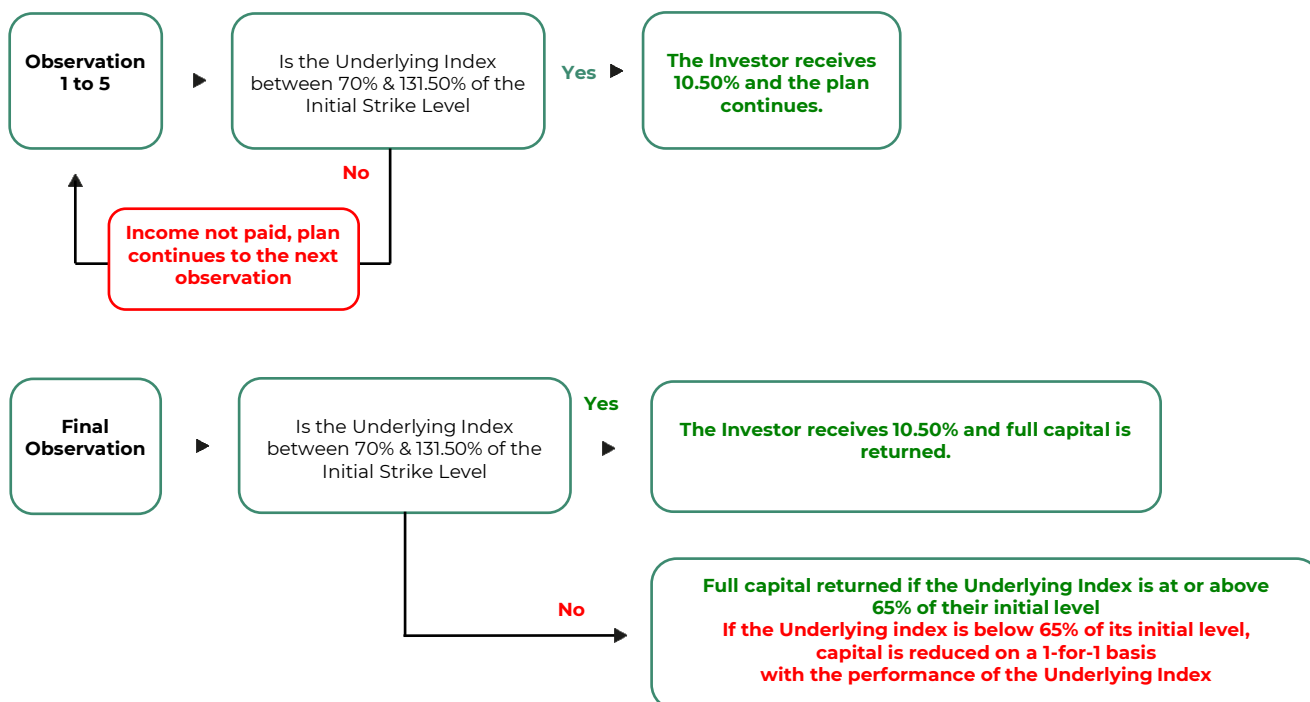 Observation
1 to 5
Is the Underlying Index
between 70% & 131.50% of the
Initial Strike Level
Yes
The Investor receives
10.50% and the plan
continues.
No
Income not paid, plan
continues to the next
observation
Final
Observation
Is the Underlying Index
between 70% & 131.50% of the
Initial Strike Level
Yes
The Investor receives 10.50% and full capital is
returned.
No
Full capital returned if the Underlying Index is at or above
65% of their initial level
If the Underlying index is below 65% of its initial level,
capital is reduced on a 1-for-1 basis
with the performance of the Underlying Index